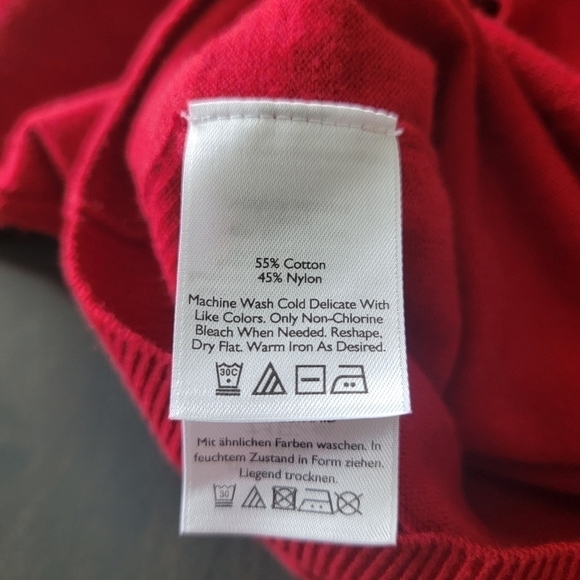 55% Cotton
45% Nylon
Machine Wash Cold Delicate With
Like Colors. Only Non-Chlorine
Bleach When Needed. Reshape,
Dry Flat. Warm Iron As Desired.
30C
Mit ähnlichen Farben waschen. In
feuchtem Zustand in Form ziehen.
Liegend trocknen.
30